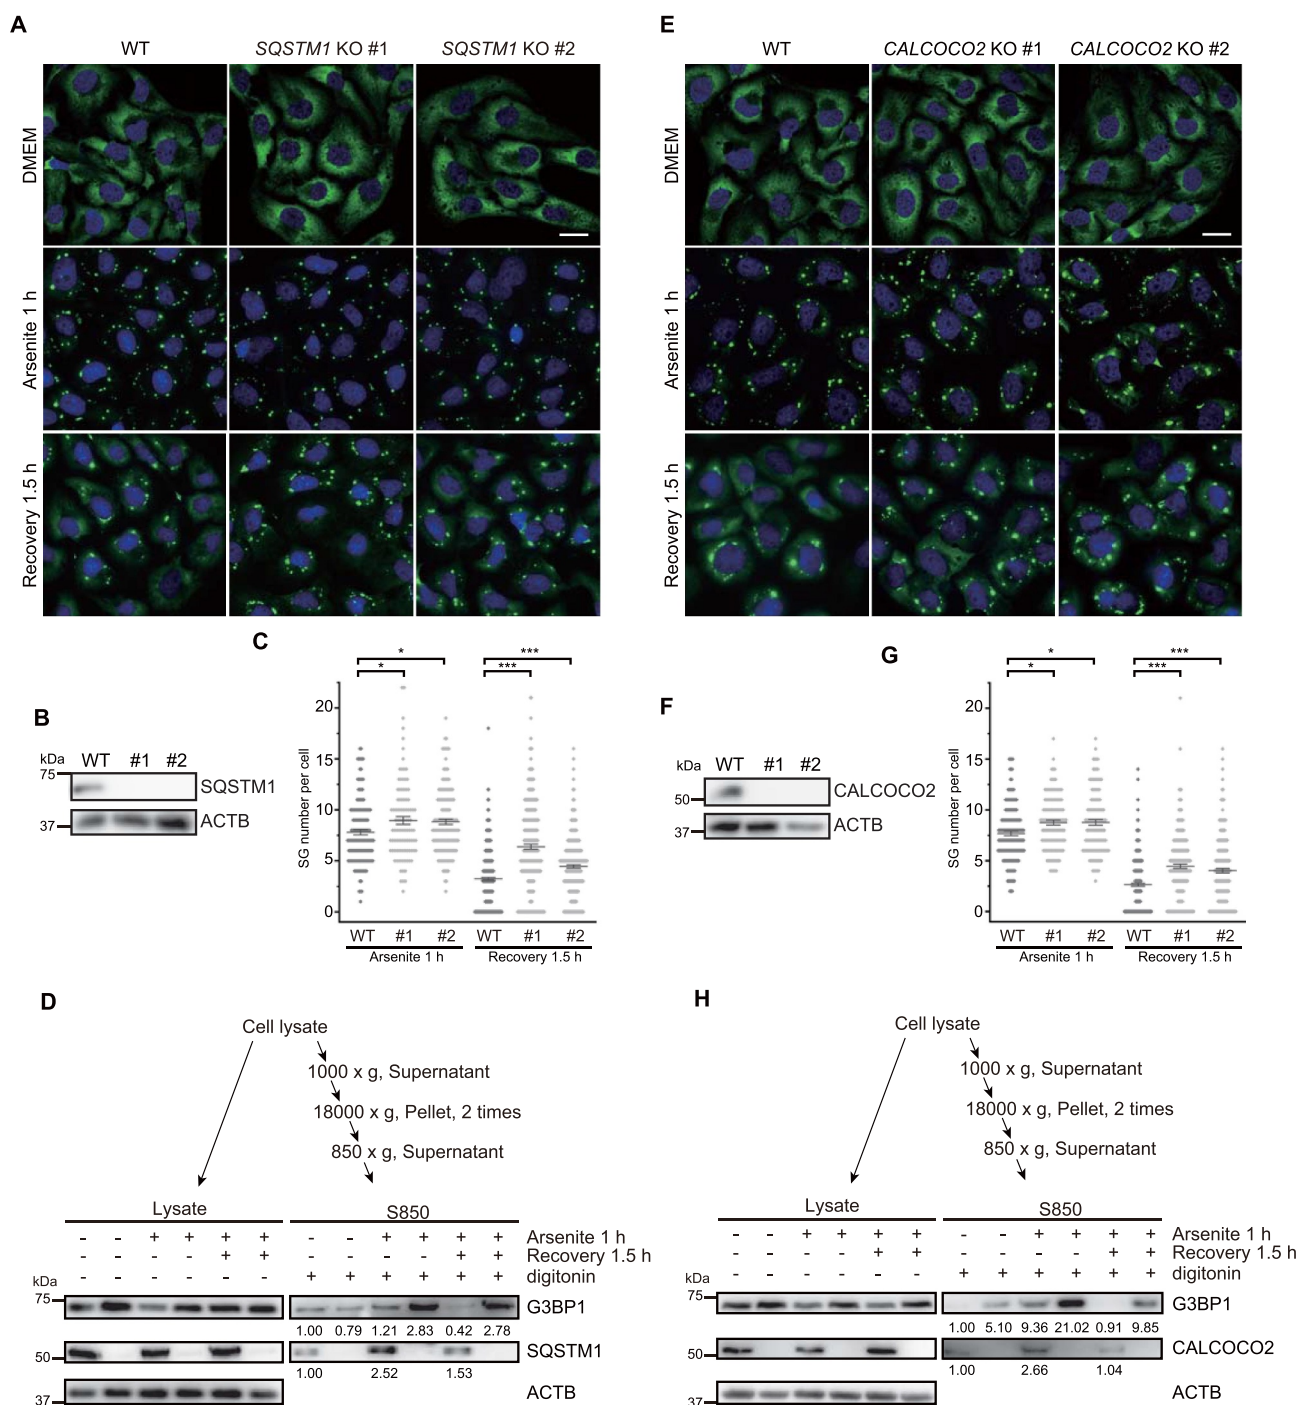 A
WT
SQSTM1 KO #1
SQSTM1 KO #2
DMEM
Arsenite 1 h
Recovery 1.5 h
B
kDa
WT #1 #2
75
SQSTM1
37
ACTB
C
* *
*** ***
SG number per cell
20
15
10
5
0
WT #1 #2 WT #1 #2
Arsenite 1 h Recovery 1.5 h
D
Cell lysate
1000 x g, Supernatant
18000 x g, Pellet, 2 times
850 x g, Supernatant
Lysate S850
- - + + + + - - + + + + Arsenite 1 h
- - - - + + - - - - + + Recovery 1.5 h
- - - - - - + + + + + + digitonin
kDa
75
G3BP1
1.00 0.79 1.21 2.83 0.42 2.78
50
SQSTM1
1.00 2.52 1.53
37
ACTB
E
WT
CALCOCO2 KO #1
CALCOCO2 KO #2
DMEM
Arsenite 1 h
Recovery 1.5 h
F
kDa
WT #1 #2
50
CALCOCO2
37
ACTB
G
* *
*** ***
SG number per cell
20
15
10
5
0
WT #1 #2 WT #1 #2
Arsenite 1 h Recovery 1.5 h
H
Cell lysate
1000 x g, Supernatant
18000 x g, Pellet, 2 times
850 x g, Supernatant
Lysate S850
- - + + + + - - + + + + Arsenite 1 h
- - - - + + - - - - + + Recovery 1.5 h
- - - - - - + + + + + + digitonin
kDa
75
G3BP1
1.00 5.10 9.36 21.02 0.91 9.85
50
CALCOCO2
1.00 2.66 1.04
37
ACTB